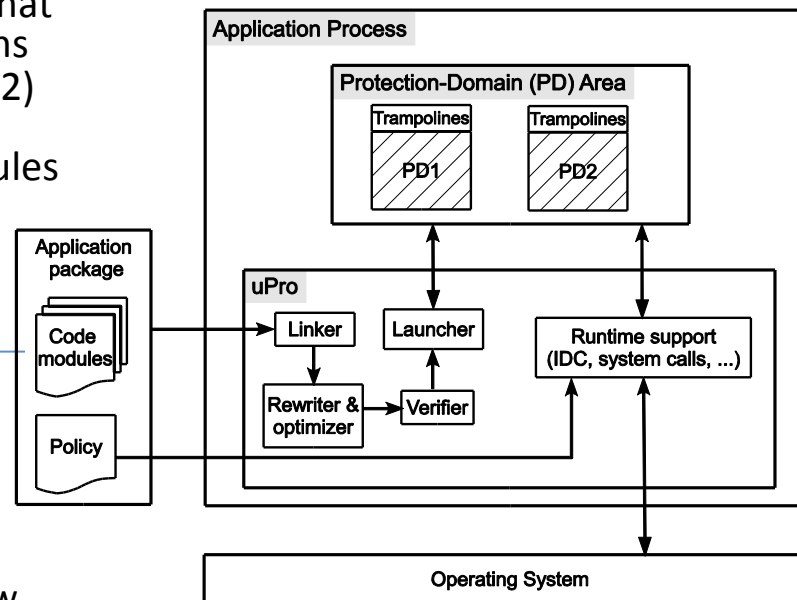 2)
Application Process
Protection-Domain (PD) Area
Trampolines
PD1
Trampolines
PD2
Application
package
Code
modules
Policy
uPro
Linker
Launcher
Runtime support
(IDC, system calls, ...)
Rewriter &
optimizer
Verifier
Operating System